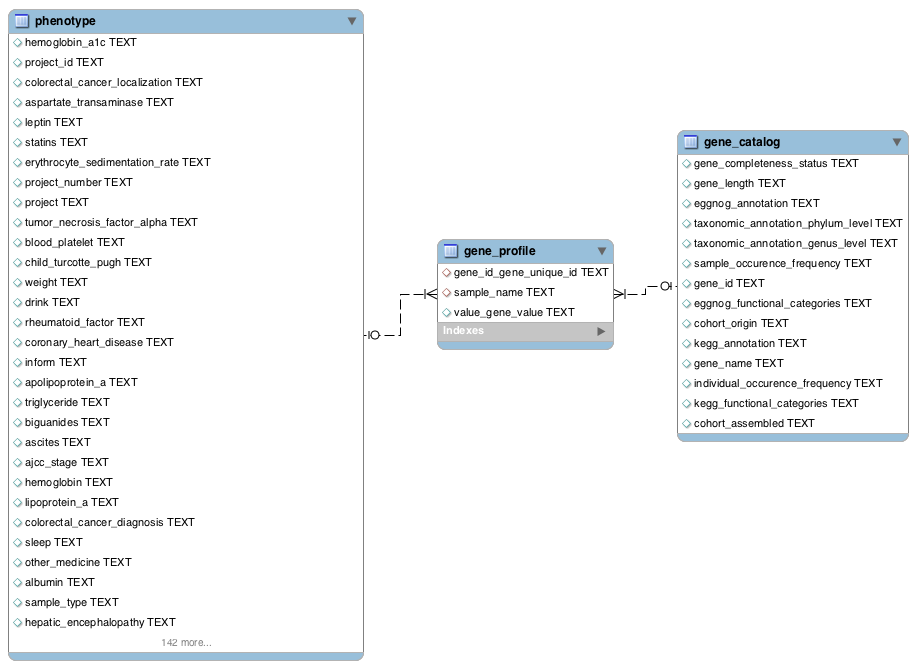 phenotype
hemoglobin_a1c TEXT
project_id TEXT
colorectal_cancer_localization TEXT
aspartate_transaminase TEXT
leptin TEXT
statins TEXT
erythrocyte_sedimentation_rate TEXT
project_number TEXT
project TEXT
tumor_necrosis_factor_alpha TEXT
blood_platelet TEXT
child_turcotte_pugh TEXT
weight TEXT
drink TEXT
rheumatoid_factor TEXT
coronary_heart_disease TEXT
inform TEXT
apolipoprotein_a TEXT
triglyceride TEXT
biguanides TEXT
ascites TEXT
ajcc_stage TEXT
hemoglobin TEXT
lipoprotein_a TEXT
colorectal_cancer_diagnosis TEXT
sleep TEXT
other_medicine TEXT
albumin TEXT
sample_type TEXT
hepatic_encephalopathy TEXT
142 more...
gene_profile
gene_id_gene_unique_id TEXT
sample_name TEXT
value_gene_value TEXT
Indexes
gene_catalog
gene_completeness_status TEXT
gene_length TEXT
eggnog_annotation TEXT
taxonomic_annotation_phylum_level TEXT
taxonomic_annotation_genus_level TEXT
sample_occurence_frequency TEXT
gene_id TEXT
eggnog_functional_categories TEXT
cohort_origin TEXT
kegg_annotation TEXT
gene_name TEXT
individual_occurence_frequency TEXT
kegg_functional_categories TEXT
cohort_assembled TEXT